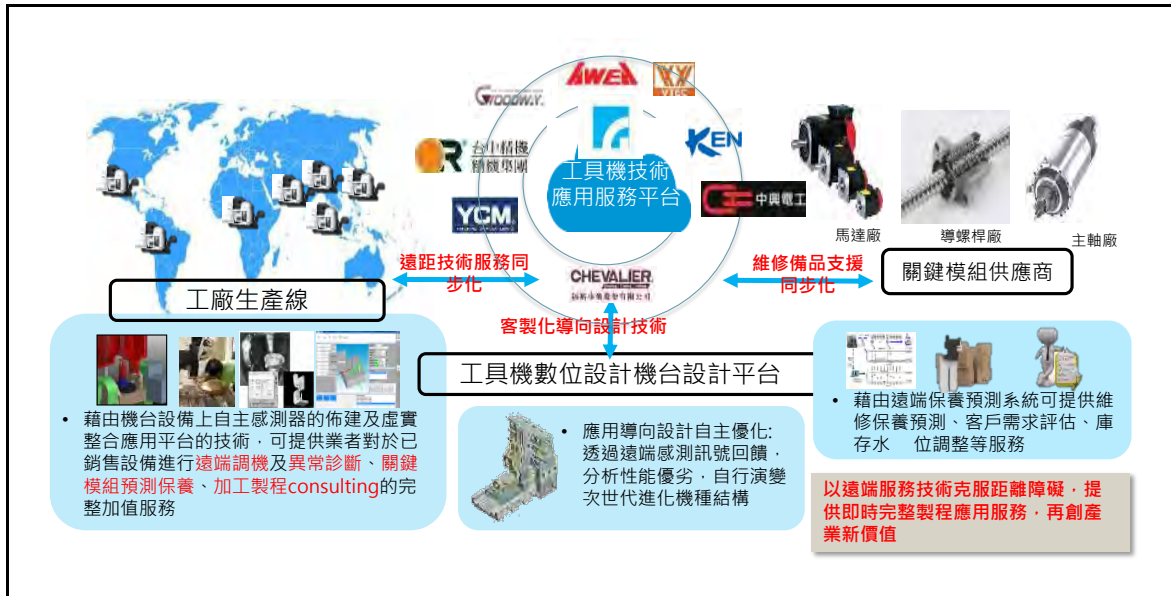 GOODWAY
AWEA
VTEC
台中精機
精機集團
KEN
YCM
中興電工
工具機技術
應用服務平台
CHEVALIER
福裕事業股份有限公司
馬達廠
導螺桿廠
主軸廠
遠距技術服務同
步化
維修備品支援
同步化
關鍵模組供應商
工廠生產線
客製化導向設計技術
工具機數位設計機台設計平台
• 藉由機台設備上自主感測器的佈建及虛實
整合應用平台的技術,可提供業者對於已
銷售設備進行遠端調機及異常診斷、關鍵
模組預測保養、加工製程consulting的完
整加值服務
• 應用導向設計自主優化:
透過遠端感測訊號回饋,
分析性能優劣,自行演變
次世代進化機種結構
• 藉由遠端保養預測系統可提供維
修保養預測、客戶需求評估、庫
存水 位調整等服務
以遠端服務技術克服距離障礙,提
供即時完整製程應用服務,再創產
業新價值